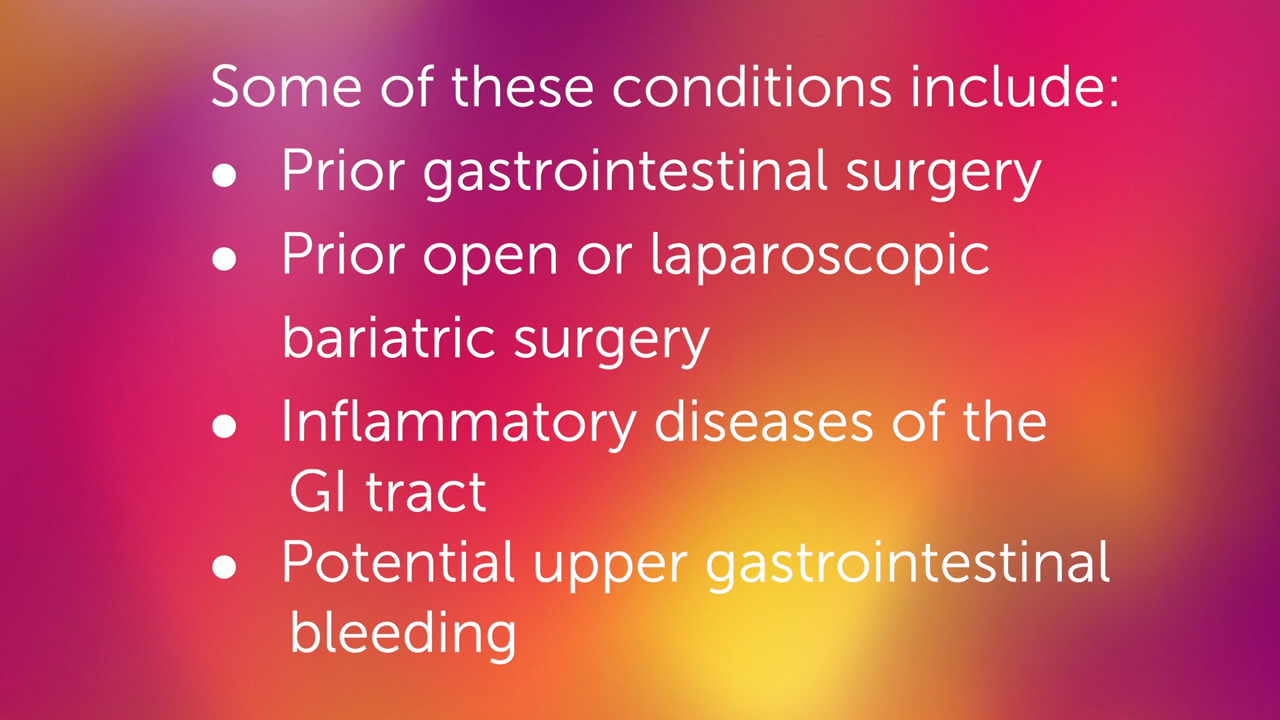 Some of these conditions include:
● Prior gastrointestinal surgery
● Prior open or laparoscopic
bariatric surgery
● Inflammatory diseases of the
GI tract
● Potential upper gastrointestinal
bleeding